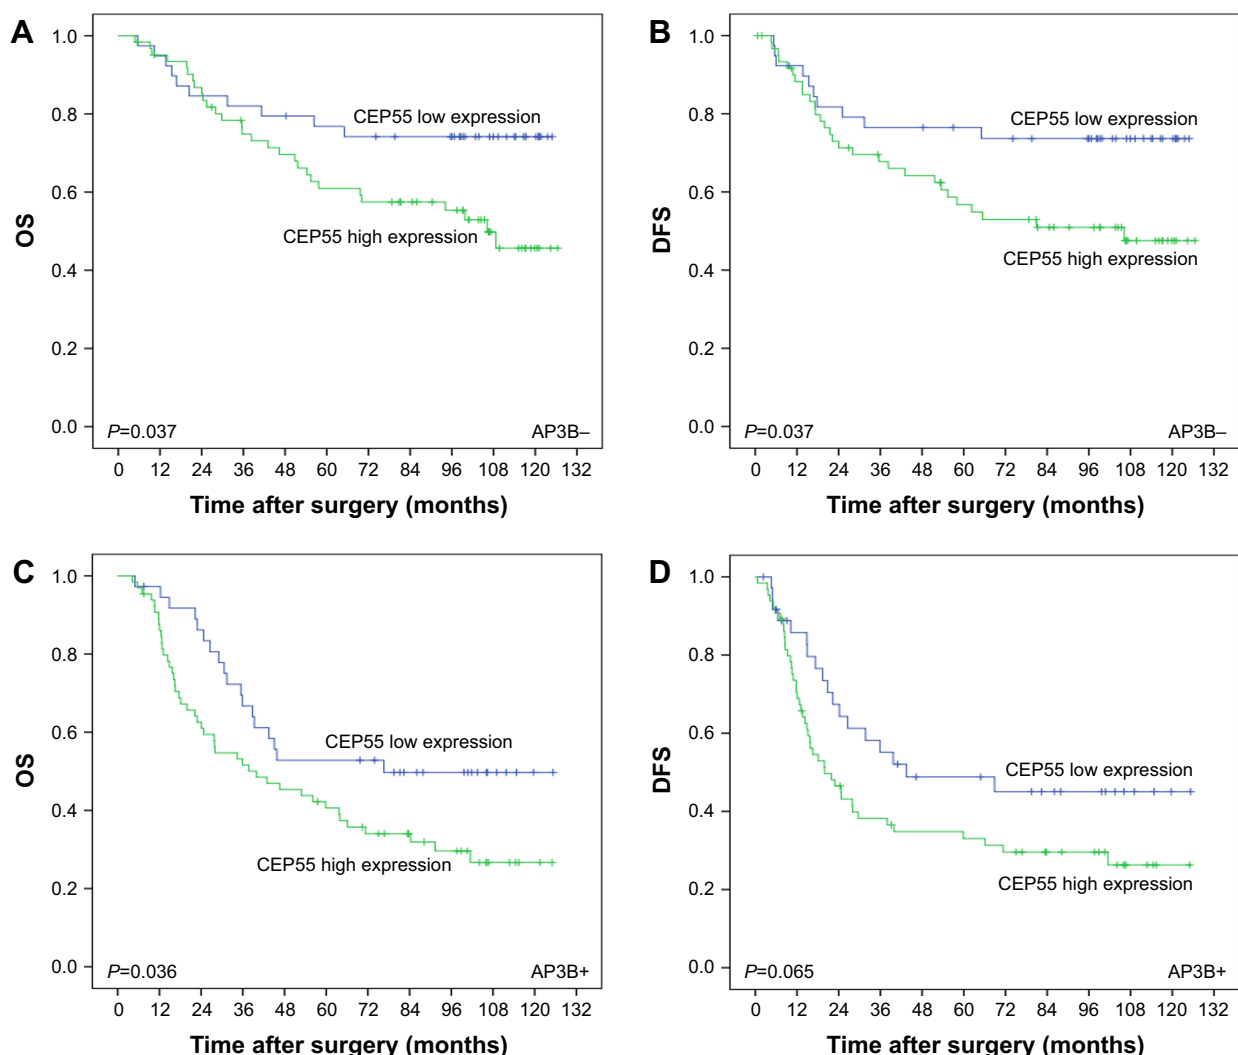 A
1.0
0.8
0.6
0.4
0.2
0.0
OS
CEP55 low expression
CEP55 high expression
P=0.037
AP3B–
0 12 24 36 48 60 72 84 96 108 120 132
Time after surgery (months)
B
1.0
0.8
0.6
0.4
0.2
0.0
DFS
CEP55 low expression
CEP55 high expression
P=0.037
AP3B–
0 12 24 36 48 60 72 84 96 108 120 132
Time after surgery (months)
C
1.0
0.8
0.6
0.4
0.2
0.0
OS
CEP55 low expression
CEP55 high expression
P=0.036
AP3B+
0 12 24 36 48 60 72 84 96 108 120 132
Time after surgery (months)
D
1.0
0.8
0.6
0.4
0.2
0.0
DFS
CEP55 low expression
CEP55 high expression
P=0.065
AP3B+
0 12 24 36 48 60 72 84 96 108 120 132
Time after surgery (months)